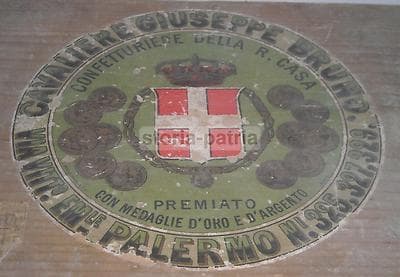 CAVALIERE GIUSEPPE BRUNO.
CONFETTURIERE DELLA R. CASA
storia-patria
PREMIATO
CON MEDAGLIE D'ORO E D'ARGENTO
PALERMO